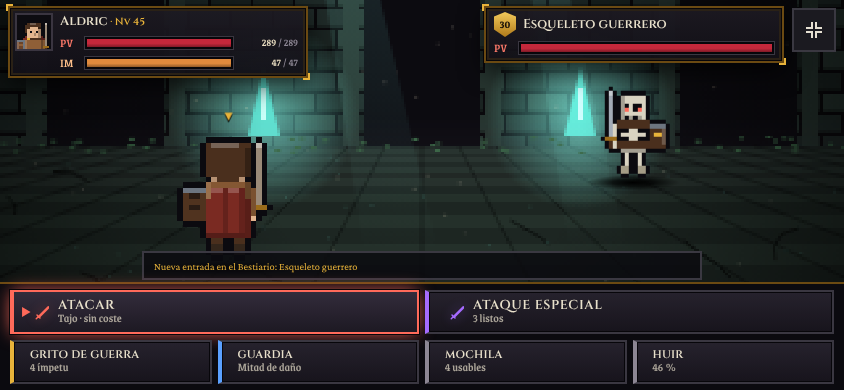 ALDRIC · NV 45
PV 289 / 289
IM 47 / 47
30 ESQUELETO GUERRERO
PV
Nueva entrada en el Bestiario: Esqueleto guerrero
ATACAR
Tajo · sin coste
ATAQUE ESPECIAL
3 listos
GRITO DE GUERRA
4 ímpetu
GUARDIA
Mitad de daño
MOCHILA
4 usables
HUIR
46 %